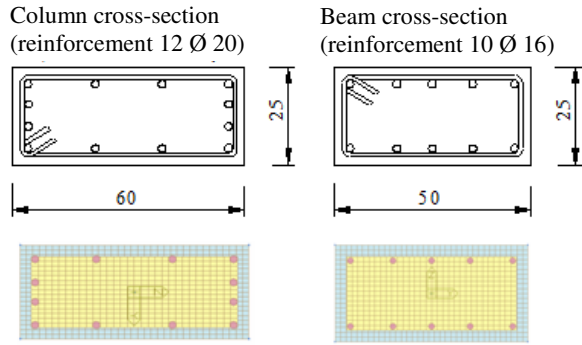 Column cross-section
(reinforcement 12 Ø 20)
Beam cross-section
(reinforcement 10 Ø 16)
25
25
60
50